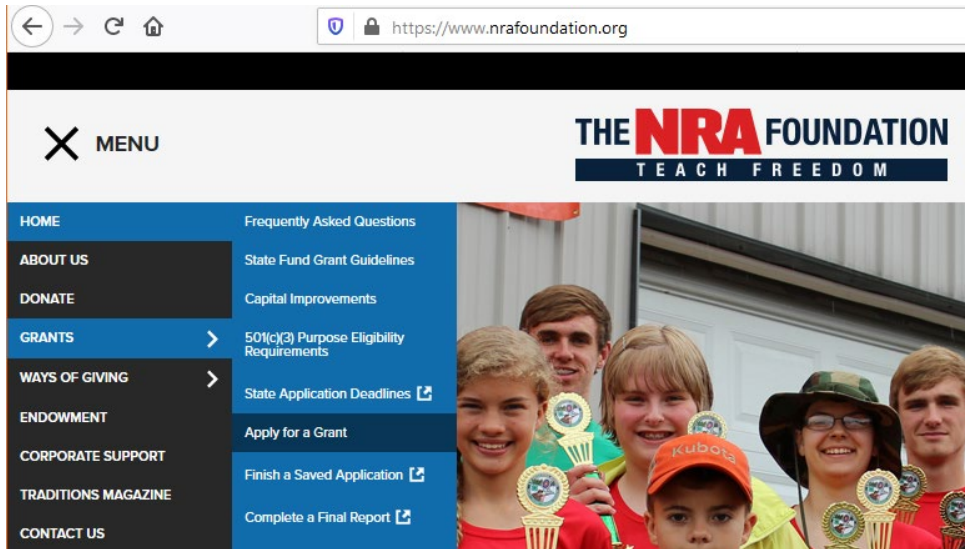 https://www.nrafoundation.org
MENU
THE NRA FOUNDATION
TEACH FREEDOM
HOME
ABOUT US
DONATE
GRANTS
WAYS OF GIVING
ENDOWMENT
CORPORATE SUPPORT
TRADITIONS MAGAZINE
CONTACT US
Frequently Asked Questions
State Fund Grant Guidelines
Capital Improvements
501(c)(3) Purpose Eligibility
Requirements
State Application Deadlines
Apply for a Grant
Finish a Saved Application
Complete a Final Report
Kubota